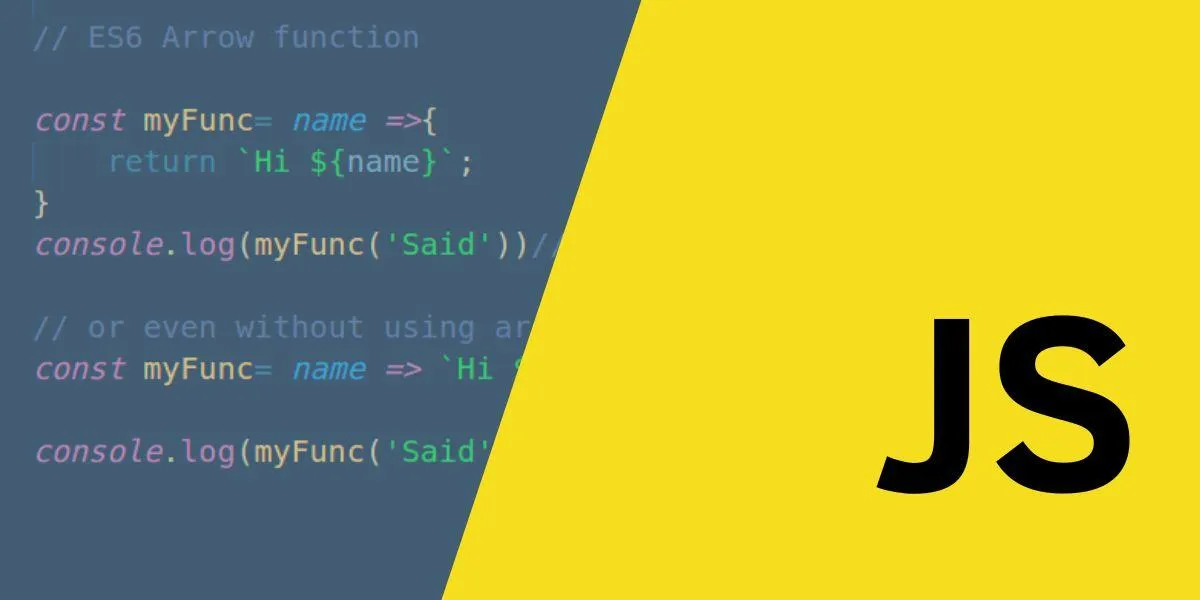 // ES6 Arrow function
const myFunc= name =>{
    return `Hi ${name}`;
}
console.log(myFunc('Said'))//
// or even without using
const myFunc= name => `Hi
console.log(myFunc('Said'
JS